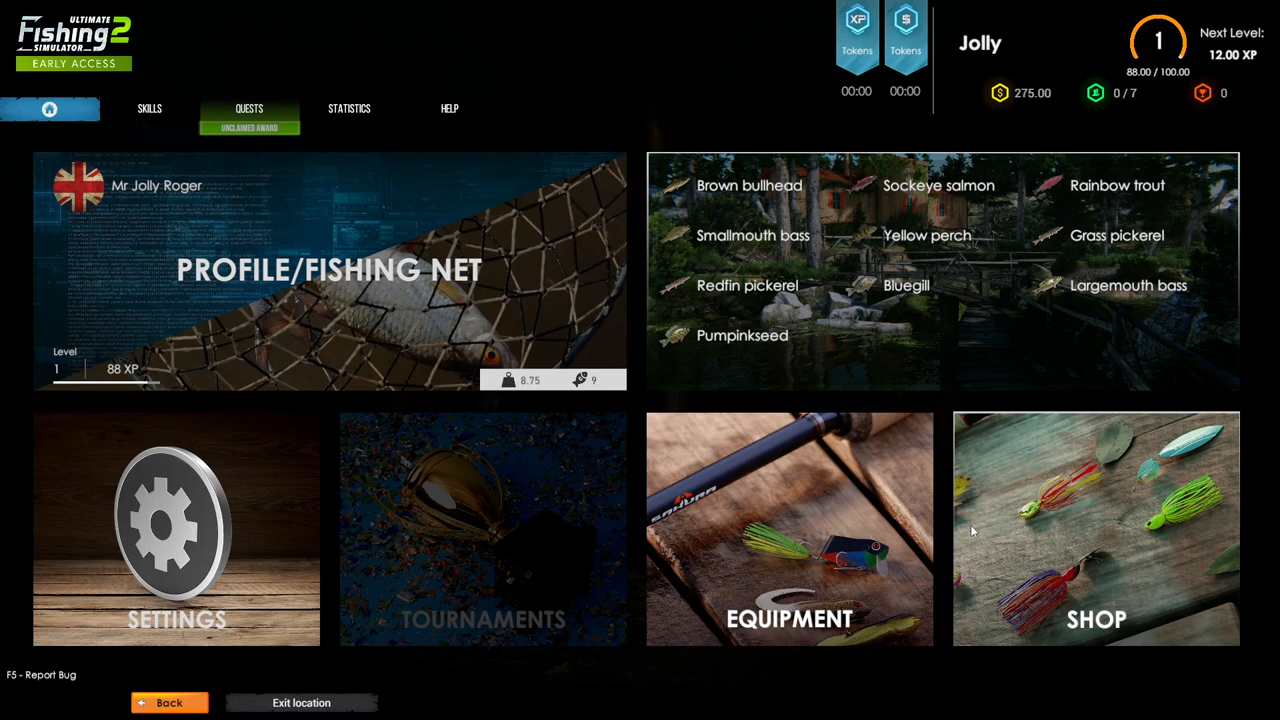 ULTIMATE
Fishing 2
SIMULATOR
EARLY ACCESS
XP
Tokens
00:00
$
Tokens
00:00
Jolly
1
88.00 / 100.00
Next Level:
12.00 XP
$ 275.00
0 / 7
0
SKILLS
QUESTS
UNCLAIMED AWARD
STATISTICS
HELP
Mr Jolly Roger
PROFILE/FISHING NET
Level
1
88 XP
8.75
9
Brown bullhead
Sockeye salmon
Rainbow trout
Smallmouth bass
Yellow perch
Grass pickerel
Redfin pickerel
Bluegill
Largemouth bass
Pumpinkseed
SETTINGS
TOURNAMENTS
SAKURA
EQUIPMENT
SHOP
F5 - Report Bug
Back
Exit location